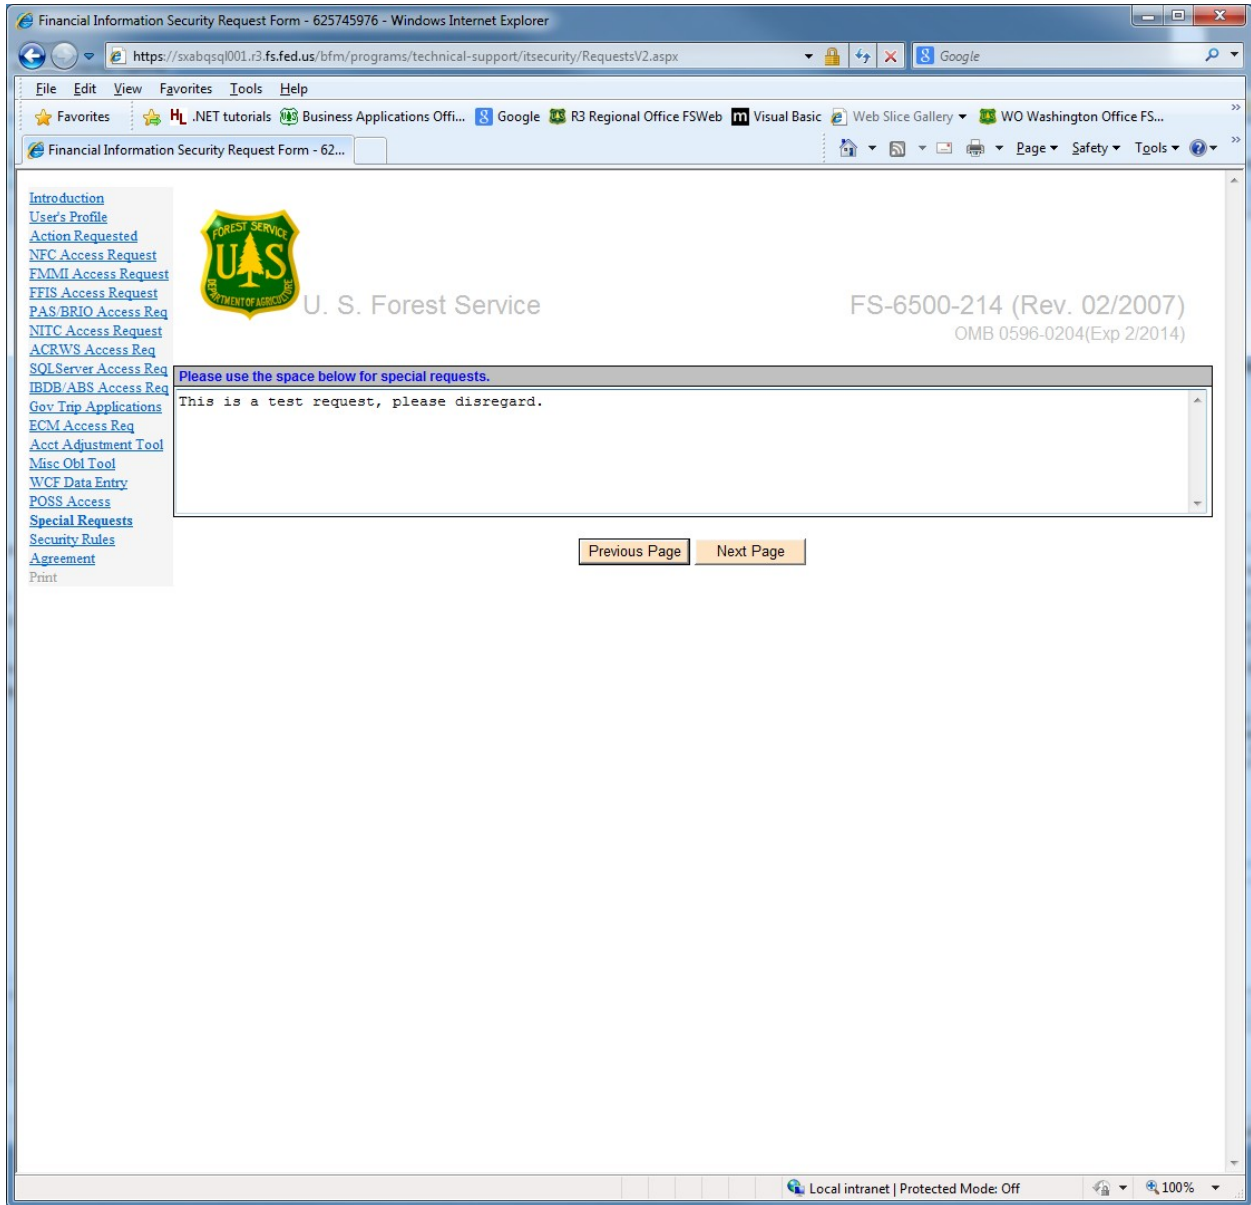 Financial Information Security Request Form - 625745976 - Windows Internet Explorer
https://sxabqsql001.r3.fs.fed.us/bfm/programs/technical-support/itsecurity/RequestsV2.aspx
Google
File Edit View Favorites Tools Help
Favorites HL .NET tutorials Business Applications Offi... Google R3 Regional Office FSWeb m Visual Basic Web Slice Gallery WO Washington Office FS...
Financial Information Security Request Form - 62...
Page Safety Tools
Introduction
User's Profile
Action Requested
NFC Access Request
FMMI Access Request
FFIS Access Request
PAS/BRIO Access Req
NITC Access Request
ACRWS Access Req
SQLServer Access Req
IBDB/ABS Access Req
Gov Trip Applications
ECM Access Req
Acct Adjustment Tool
Misc Obl Tool
WCF Data Entry
POSS Access
Special Requests
Security Rules
Agreement
Print
FOREST SERVICE
U S
DEPARTMENT OF AGRICULTURE
U. S. Forest Service
FS-6500-214 (Rev. 02/2007)
OMB 0596-0204(Exp 2/2014)
Please use the space below for special requests.
This is a test request, please disregard.
Previous Page Next Page
Local intranet | Protected Mode: Off 100%